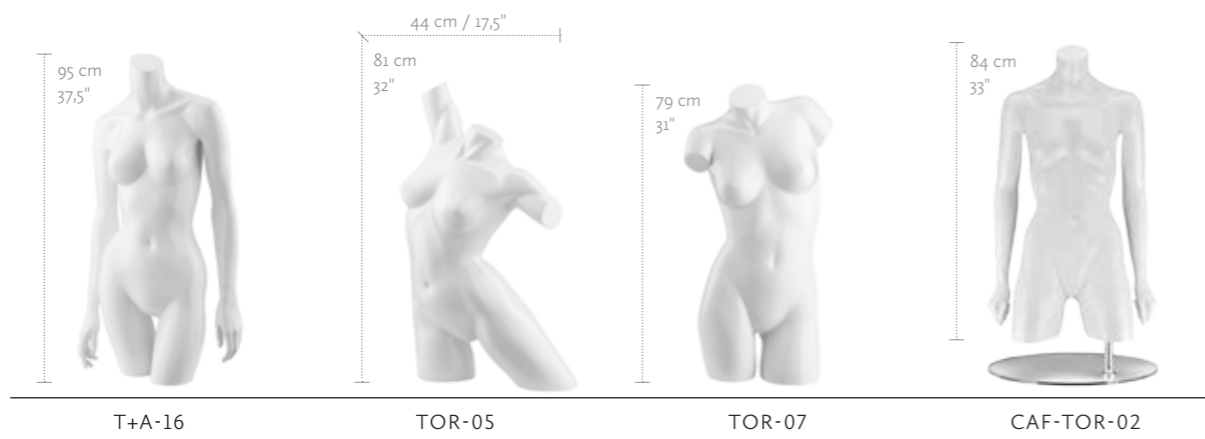 44 cm / 17,5"
95 cm
37,5"
81 cm
32"
79 cm
31"
84 cm
33"
T+A-16
TOR-05
TOR-07
CAF-TOR-02